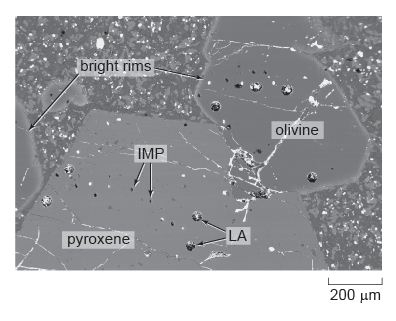 bright rims
olivine
IMP
pyroxene
LA
200 µm